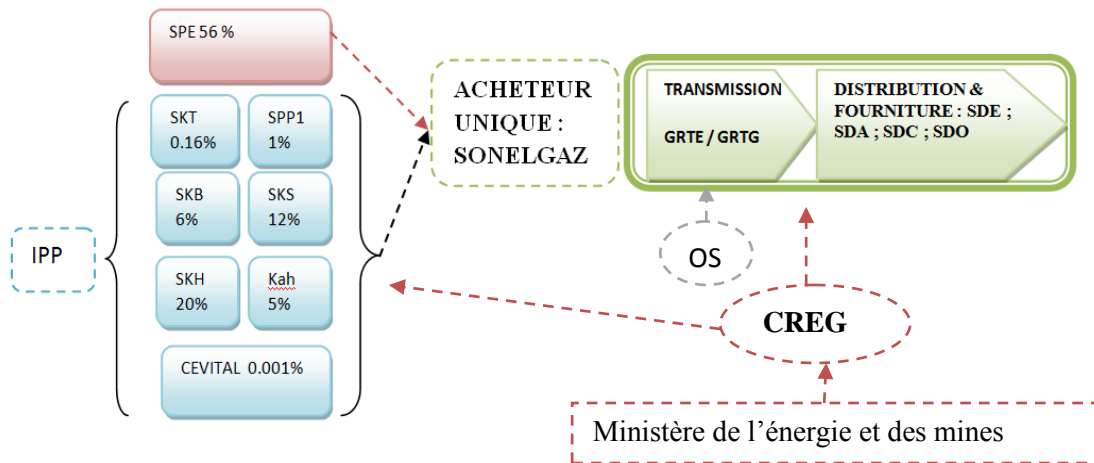 SPE 56 %
SKT
0.16%
SPP1
1%
SKB
6%
SKS
12%
SKH
20%
Kah
5%
CEVITAL 0.001%
IPP
ACHETEUR
UNIQUE :
SONELGAZ
TRANSMISSION
GRTE / GRTG
DISTRIBUTION &
FOURNITURE : SDE ;
SDA ; SDC ; SDO
OS
CREG
Ministère de l’énergie et des mines